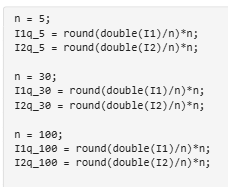 n = 5;
I1q_5 = round(double(I1)/n)*n;
I2q_5 = round(double(I2)/n)*n;
n = 30;
I1q_30 = round(double(I1)/n)*n;
I2q_30 = round(double(I2)/n)*n;
n = 100;
I1q_100 = round(double(I1)/n)*n;
I2q_100 = round(double(I2)/n)*n;